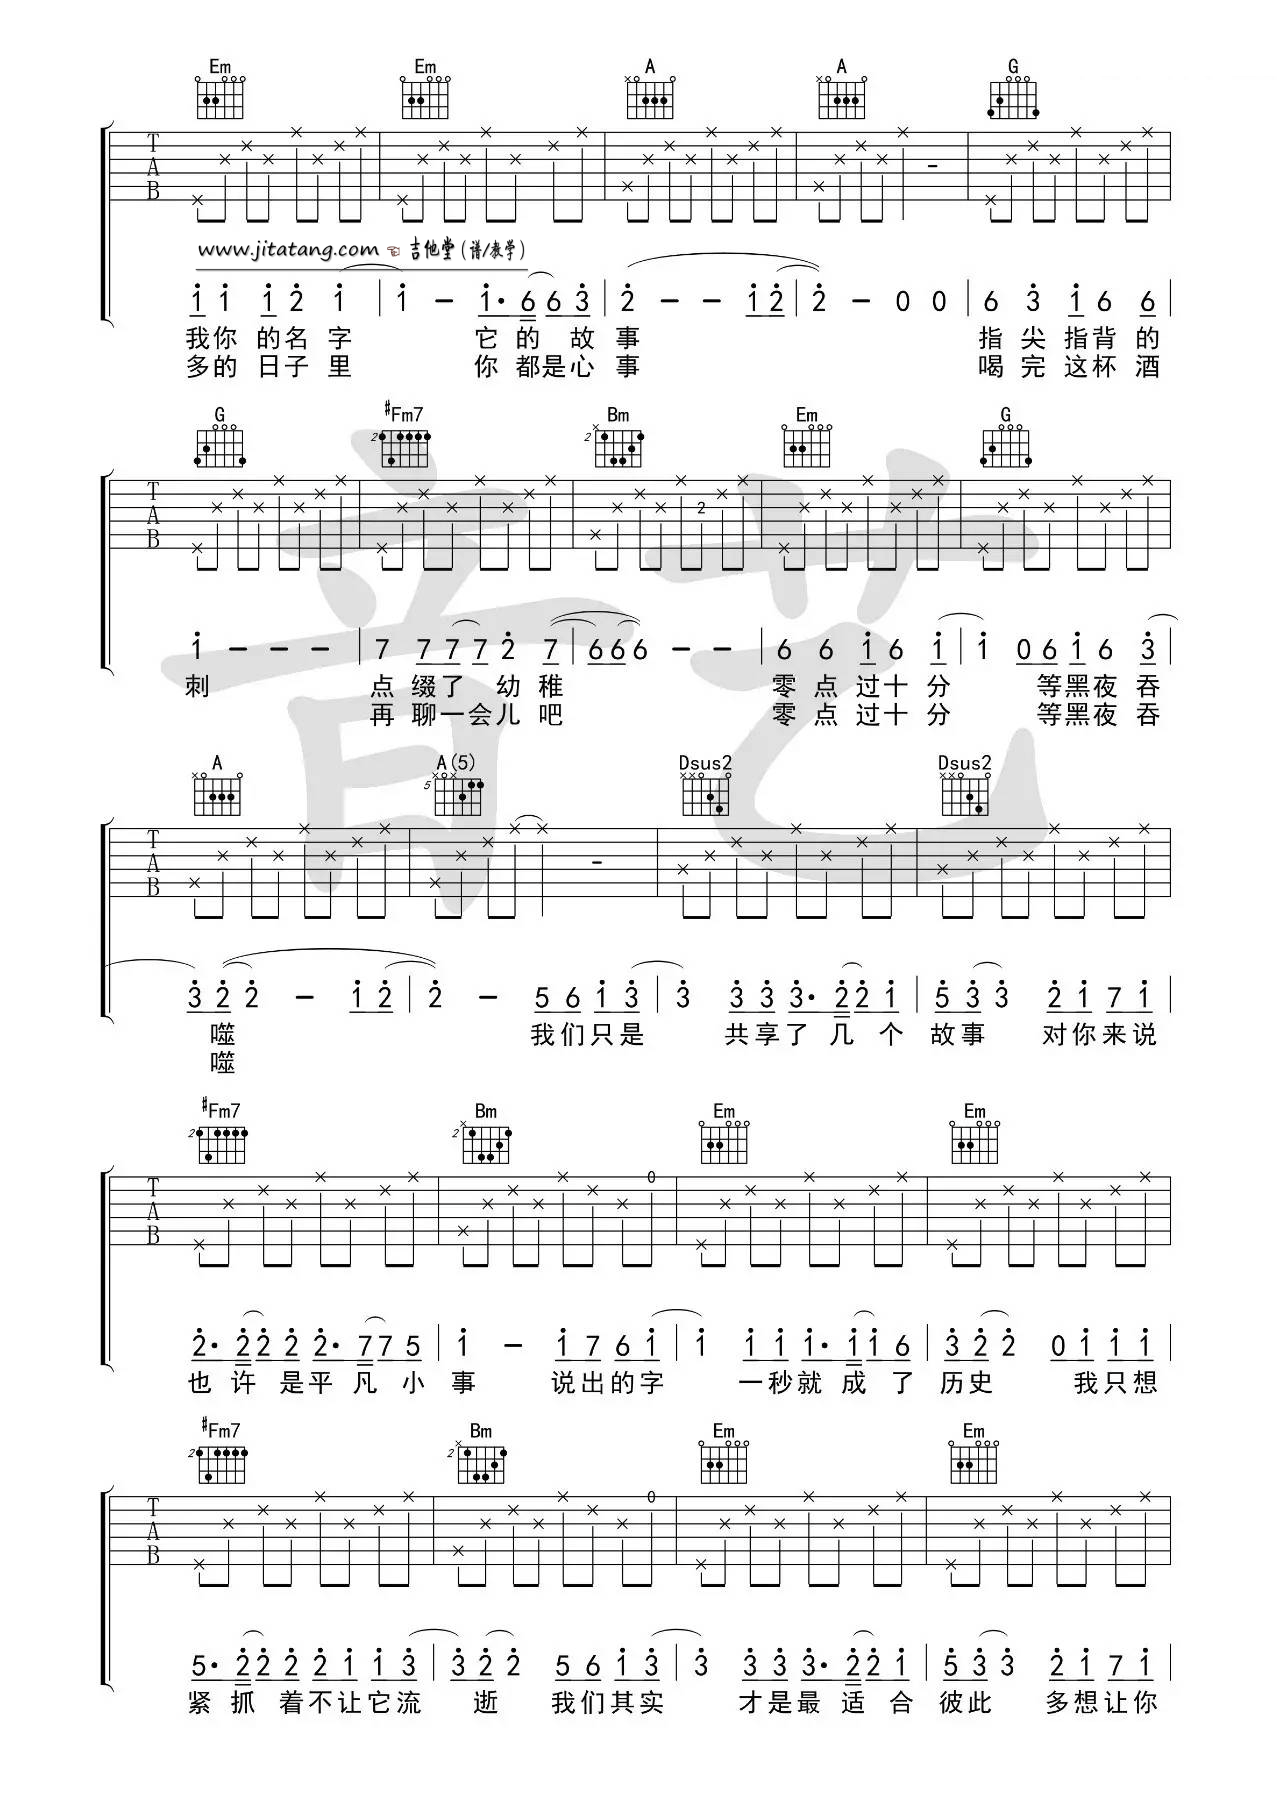 Em Em A A G
T
A
B
www.jitatang.com ☜ 吉他堂(谱/教学)
1 1 1 2 1 | 1 － 1· 6 6 3 | 2 － － 1 2 | 2 － 0 0 | 6 3 1 6 6
我你 的名 字 它的 故事 指尖指背的
多的 日子 里 你都是心事 喝完这杯酒
G #Fm7 Bm Em G
2 2
T
A
B
2
1 － － － | 7 7 7 7 2 7 | 6 6 6 － － | 6 6 1 6 1 | 1 0 6 1 6 3
刺 点缀了幼稚 零点过十分 等黑夜吞
再聊一会儿吧 零点过十分 等黑夜吞
A A(5) Dsus2 Dsus2
5
T
A
B
3 2 2 － 1 2 | 2 － 5 6 1 3 | 3 3 3 3· 2 2 1 | 5 3 3 2 1 7 1
噬 我们只是 共享了几个 故事 对你来说
噬
#Fm7 Bm Em Em
2 2
T
A
B
0
2· 2 2 2 2 2· 7 7 5 | 1 － 1 7 6 1 | 1 1 1 1· 1 1 6 | 3 2 2 0 1 1 1
也许是平凡小 事 说出的字 一秒就成了 历史 我只想
#Fm7 Bm Em Em
2 2
T
A
B
0
5· 2 2 2 2 1 1 3 | 3 2 2 5 6 1 3 | 3 3 3 3· 2 2 1 | 5 3 3 2 1 7 1
紧抓着不让它流 逝 我们其实 才是最适合 彼此 多想让你